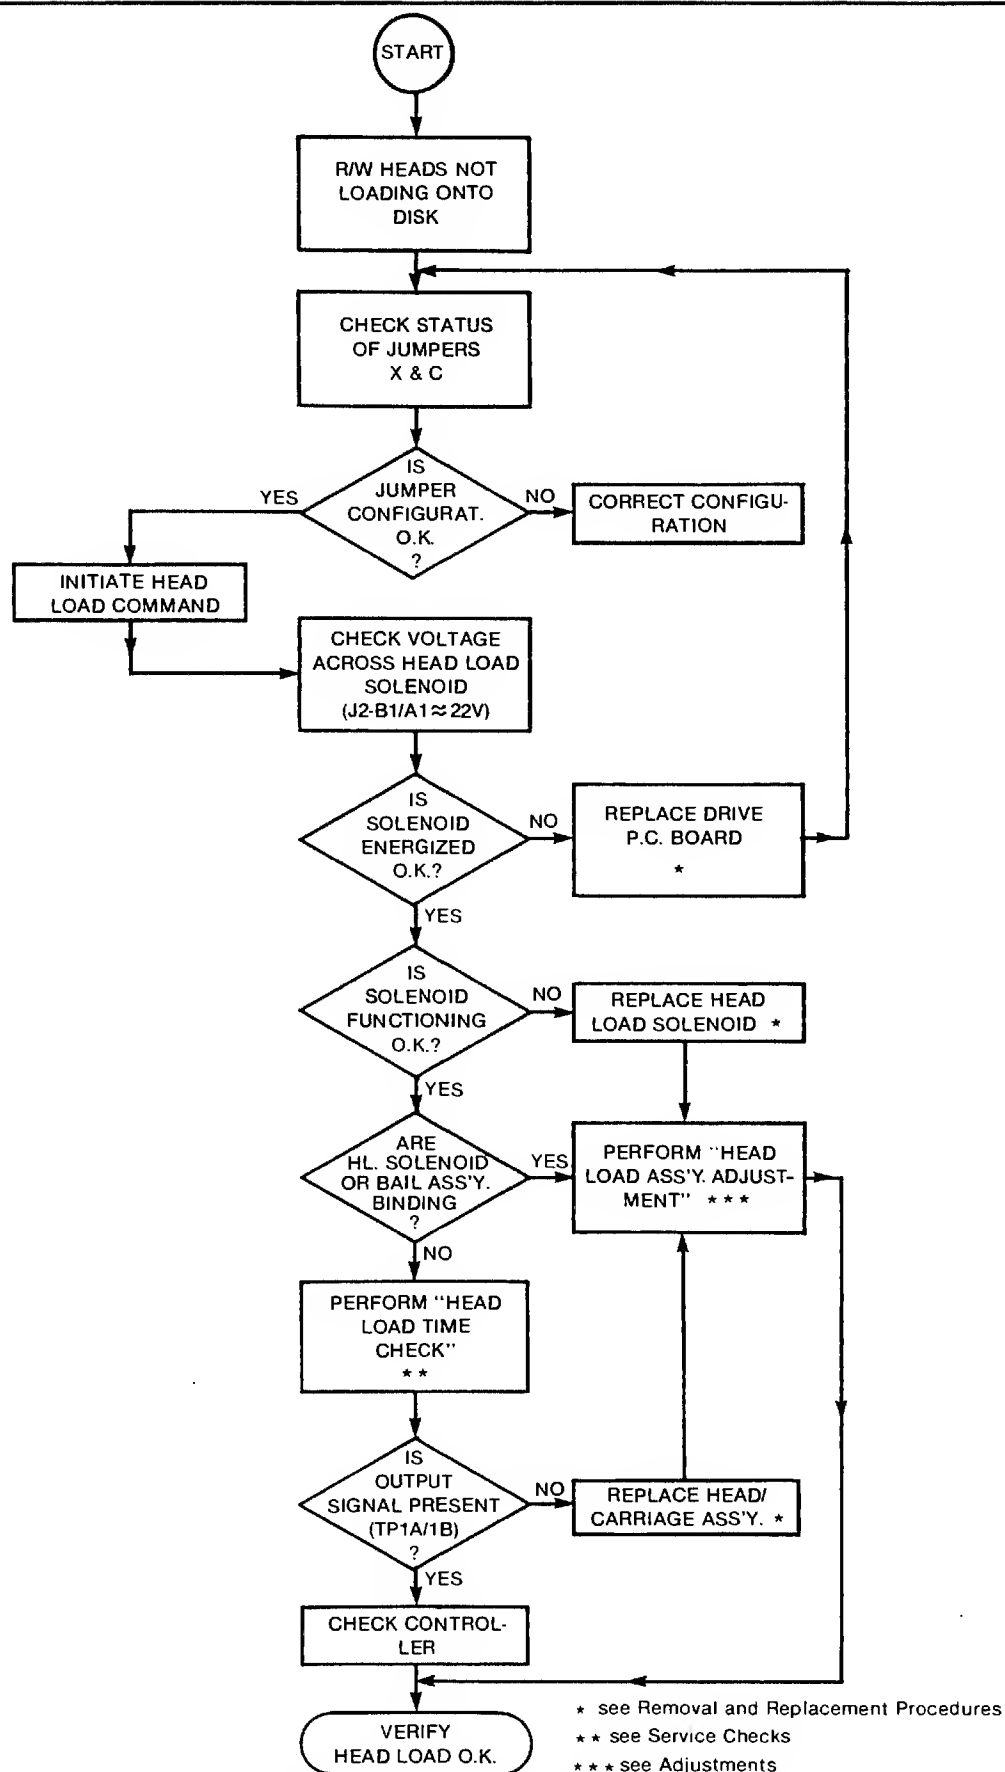 START
R/W HEADS NOT
LOADING ONTO
DISK
CHECK STATUS
OF JUMPERS
X & C
IS
JUMPER
CONFIGURAT.
O.K.
?
YES
NO
CORRECT CONFIGU-
RATION
INITIATE HEAD
LOAD COMMAND
CHECK VOLTAGE
ACROSS HEAD LOAD
SOLENOID
(J2-B1/A1≈22V)
IS
SOLENOID
ENERGIZED
O.K.?
NO
REPLACE DRIVE
P.C. BOARD
*
YES
IS
SOLENOID
FUNCTIONING
O.K.?
NO
REPLACE HEAD
LOAD SOLENOID *
YES
ARE
HL. SOLENOID
OR BAIL ASS'Y.
BINDING
?
YES
PERFORM "HEAD
LOAD ASS'Y. ADJUST-
MENT" * * *
NO
PERFORM "HEAD
LOAD TIME
CHECK"
* *
IS
OUTPUT
SIGNAL PRESENT
(TP1A/1B)
?
NO
REPLACE HEAD/
CARRIAGE ASS'Y. *
YES
CHECK CONTROL-
LER
VERIFY
HEAD LOAD O.K.
* see Removal and Replacement Procedures
* * see Service Checks
* * * see Adjustments